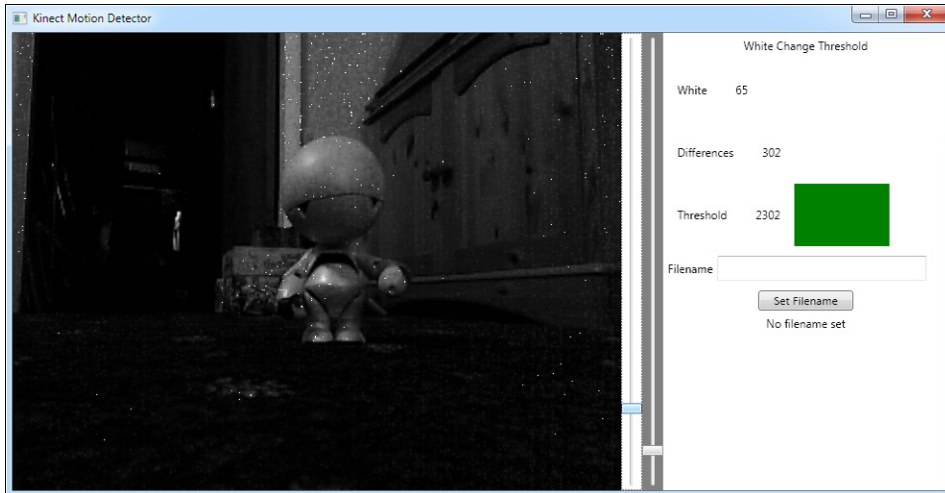 Kinect Motion Detector
White Change Threshold
White 65
Differences 302
Threshold 2302
Filename
Set Filename
No filename set